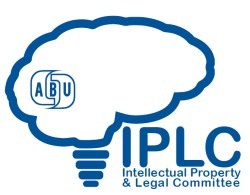 ABU
IPLC
Intellectual Property
& Legal Committee